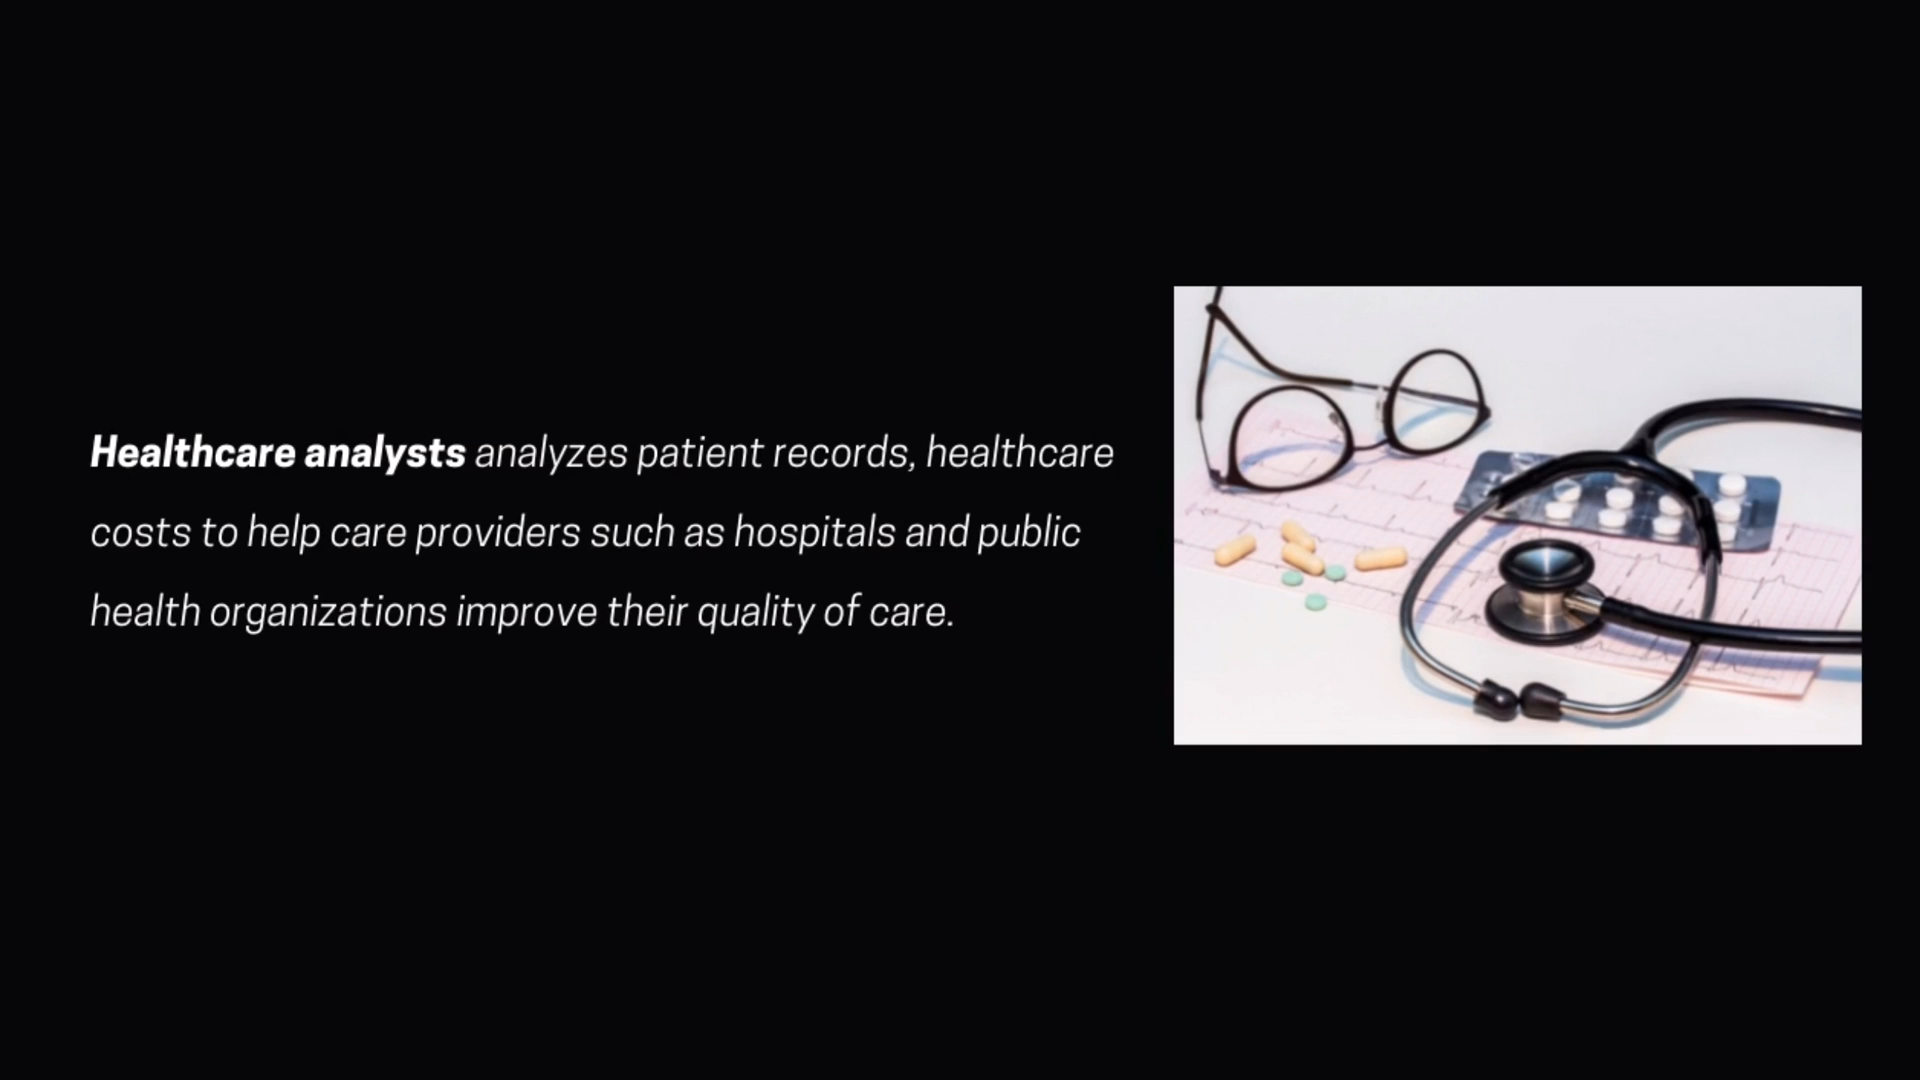 Healthcare analysts analyzes patient records, healthcare
costs to help care providers such as hospitals and public
health organizations improve their quality of care.